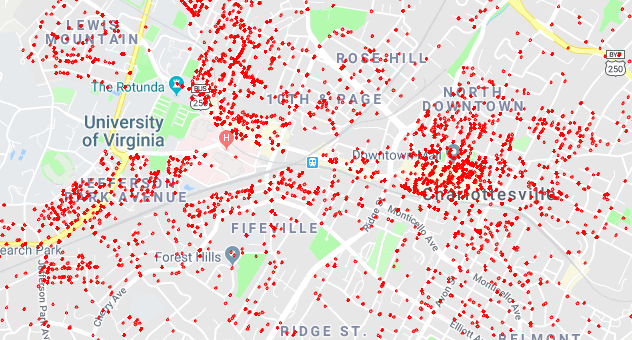 LEWIS
MOUNTAIN
ROSE HILL
BYP
250
The Rotunda
BUS
250
10TH & PAGE
NORTH
DOWNTOWN
University
of Virginia
H
Downtown Mall
JEFFERSON
PARK AVENUE
Charlottesville
Ridge St
Monticello Ave
FIFEVILLE
earch Park
Forest Hills
Jefferson Park Ave
Cherry Ave
Monticello Ave
Avon St
Elliott Ave
RIDGE ST.
BELMONT